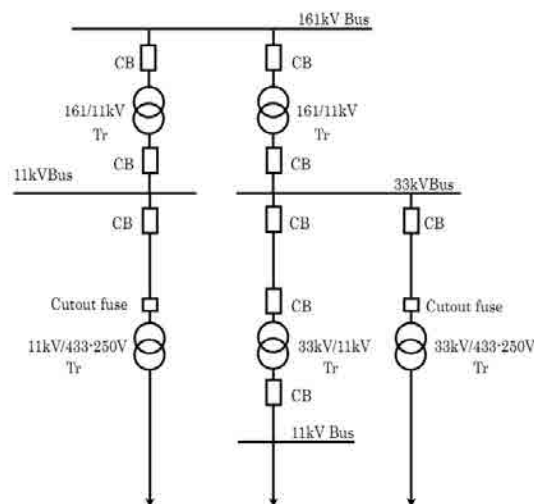 161kV Bus
CB
CB
161/11kV
Tr
161/11kV
Tr
CB
CB
11kVBus
33kVBus
CB
CB
CB
Cutout fuse
CB
Cutout fuse
11kV/433-250V
Tr
33kV/11kV
Tr
33kV/433-250V
Tr
CB
11kV Bus